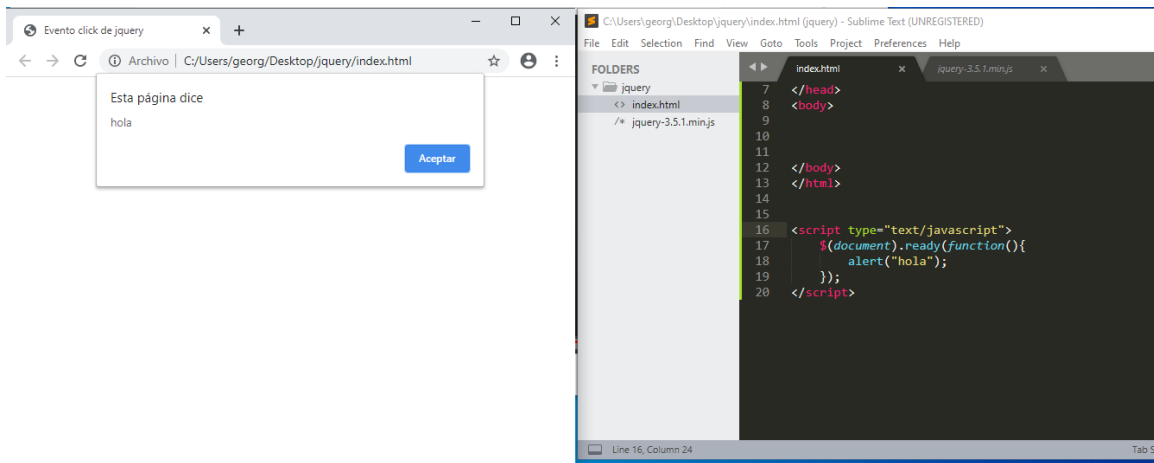 Evento click de jquery
Archivo | C:/Users/georg/Desktop/jquery/index.html
Esta página dice
hola
Aceptar
C:\Users\georg\Desktop\jquery\index.html (jquery) - Sublime Text (UNREGISTERED)
File Edit Selection Find View Goto Tools Project Preferences Help
FOLDERS
jquery
<> index.html
/* jquery-3.5.1.min.js
index.html jquery-3.5.1.min.js
7 </head>
8 <body>
9
10
11
12 </body>
13 </html>
14
15
16 <script type="text/javascript">
17 $(document).ready(function(){
18 alert("hola");
19 });
20 </script>
Line 16, Column 24
Tab S